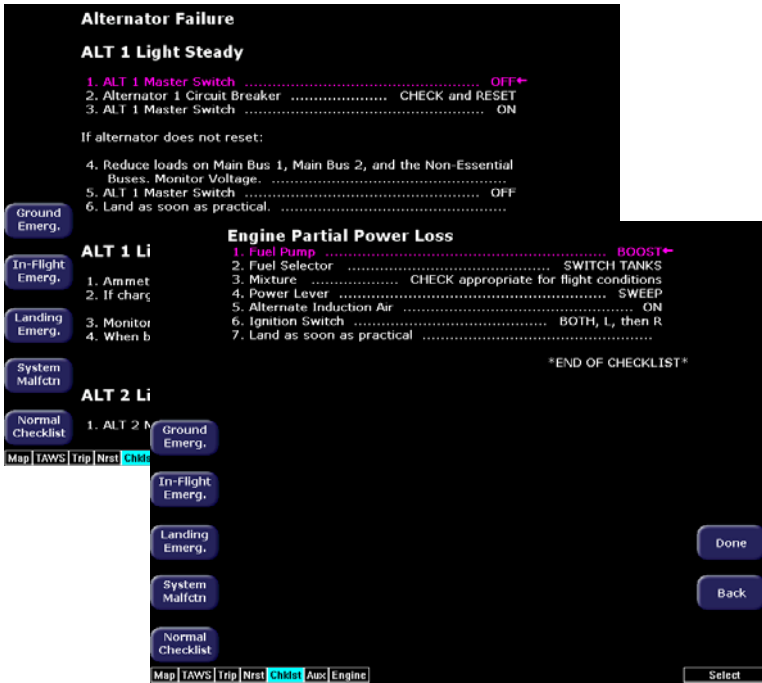 Alternator Failure
ALT 1 Light Steady
1. ALT 1 Master Switch .................................................. OFF←
2. Alternator 1 Circuit Breaker ..................... CHECK and RESET
3. ALT 1 Master Switch ................................................... ON
If alternator does not reset:
4. Reduce loads on Main Bus 1, Main Bus 2, and the Non-Essential
Buses. Monitor Voltage. ...................................................
5. ALT 1 Master Switch ................................................... OFF
6. Land as soon as practical. ................................................
ALT 1 Li
1. Ammet
2. If charg
3. Monitor
4. When b
ALT 2 Li
1. ALT 2 M
Ground
Emerg.
In-Flight
Emerg.
Landing
Emerg.
System
Malfctn
Normal
Checklist
Map TAWS Trip Nrst Chkls
Engine Partial Power Loss
1. Fuel Pump ............................................................ BOOST←
2. Fuel Selector ........................................... SWITCH TANKS
3. Mixture ........................... CHECK appropriate for flight conditions
4. Power Lever ......................................................... SWEEP
5. Alternate Induction Air ................................................. ON
6. Ignition Switch ............................................ BOTH, L, then R
7. Land as soon as practical .................................................
*END OF CHECKLIST*
Ground
Emerg.
In-Flight
Emerg.
Landing
Emerg.
System
Malfctn
Normal
Checklist
Done
Back
Map TAWS Trip Nrst Chklst Aux Engine
Select